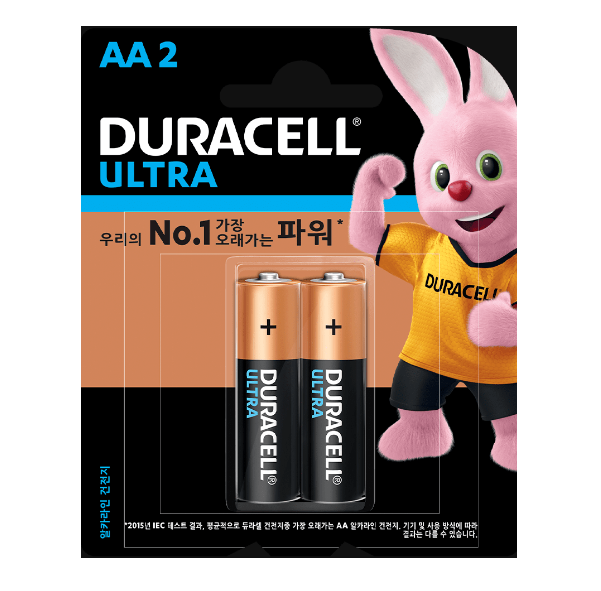 AA 2
DURACELL®
ULTRA
우리의 No.1 가장 오래가는 파워*
DURACELL
+
+
DURACELL®
ULTRA
DURACELL®
ULTRA
알카라인 건전지
*2015년 IEC 테스트 결과, 평균적으로 듀라셀 건전지중 가장 오래가는 AA 알카라인 건전지. 기기 및 사용 방식에 따라
결과는 다를 수 있습니다.